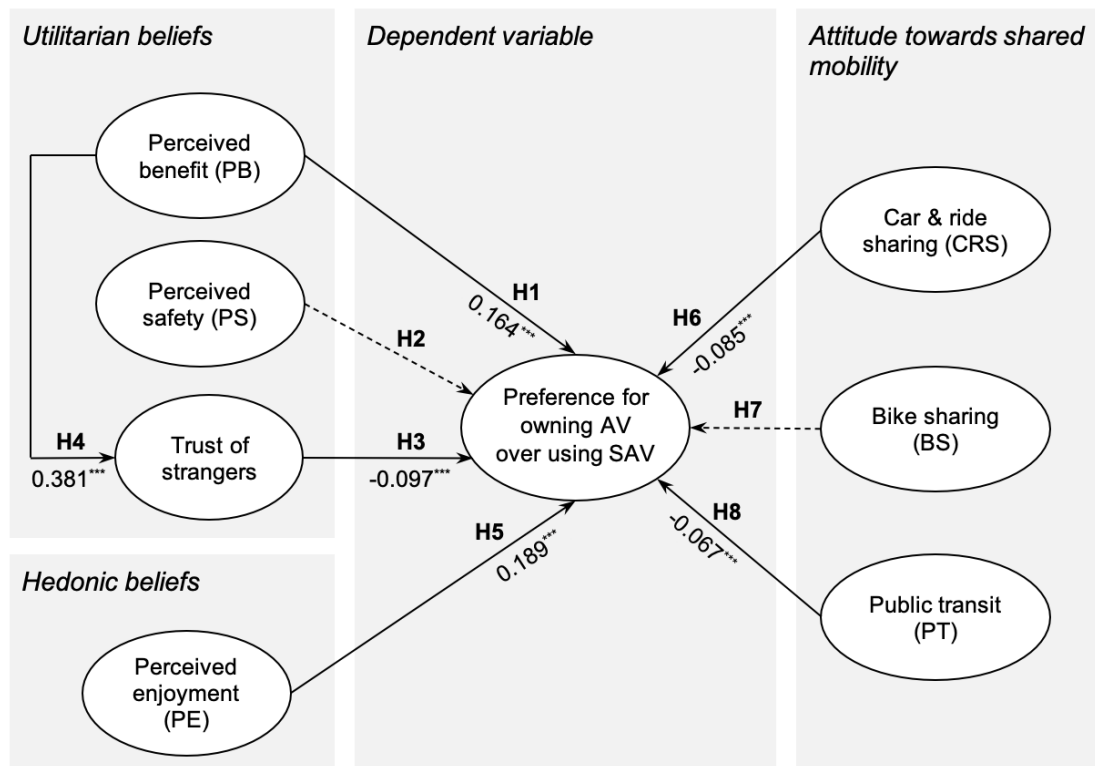 Utilitarian beliefs
Perceived
benefit (PB)
Perceived
safety (PS)
Trust of
strangers
H4
0.381***
Hedonic beliefs
Perceived
enjoyment
(PE)
Dependent variable
H1
0.164***
H2
H3
-0.097***
H5
0.189***
Preference for
owning AV
over using SAV
H6
-0.085***
H7
H8
-0.067***
Attitude towards shared
mobility
Car & ride
sharing (CRS)
Bike sharing
(BS)
Public transit
(PT)